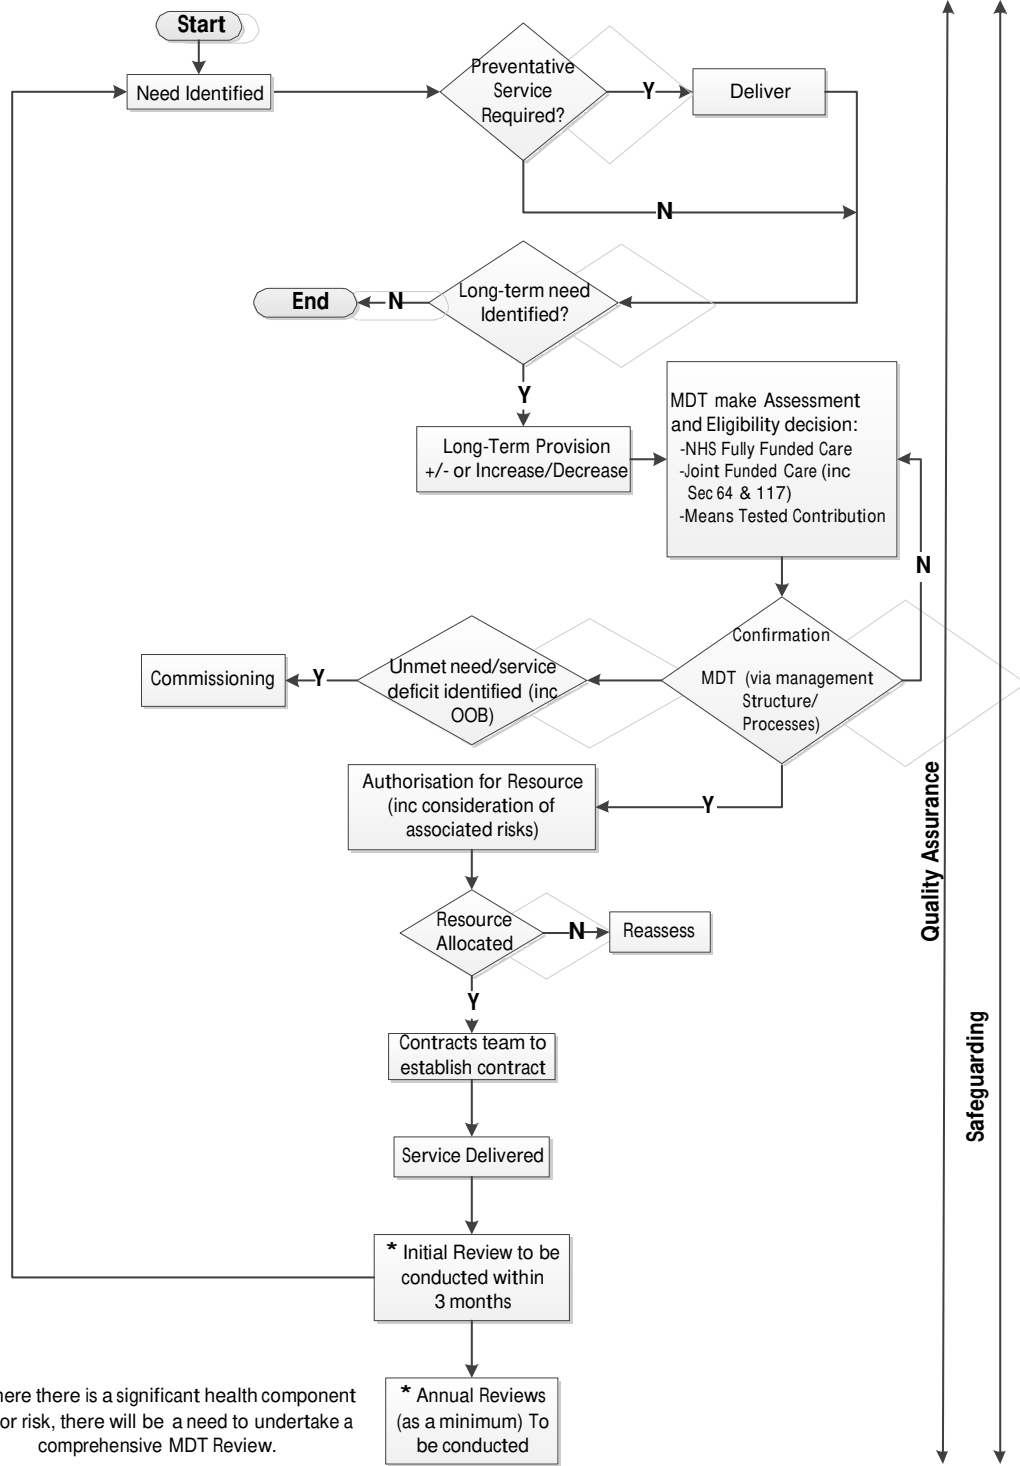 Start
Need Identified
Preventative
Service
Required?
Y
Deliver
N
Long-term need
Identified?
N
End
Y
Long-Term Provision
+/- or Increase/Decrease
MDT make Assessment
and Eligibility decision:
-NHS Fully Funded Care
-Joint Funded Care (inc
Sec 64 & 117)
-Means Tested Contribution
N
Confirmation
MDT (via management
Structure/
Processes)
Unmet need/service
deficit identified (inc
OOB)
Y
Commissioning
Y
Authorisation for Resource
(inc consideration of
associated risks)
Resource
Allocated
N
Reassess
Y
Contracts team to
establish contract
Service Delivered
* Initial Review to be
conducted within
3 months
* Annual Reviews
(as a minimum) To
be conducted
there is a significant health component
or risk, there will be a need to undertake a
comprehensive MDT Review.
Quality Assurance
Safeguarding